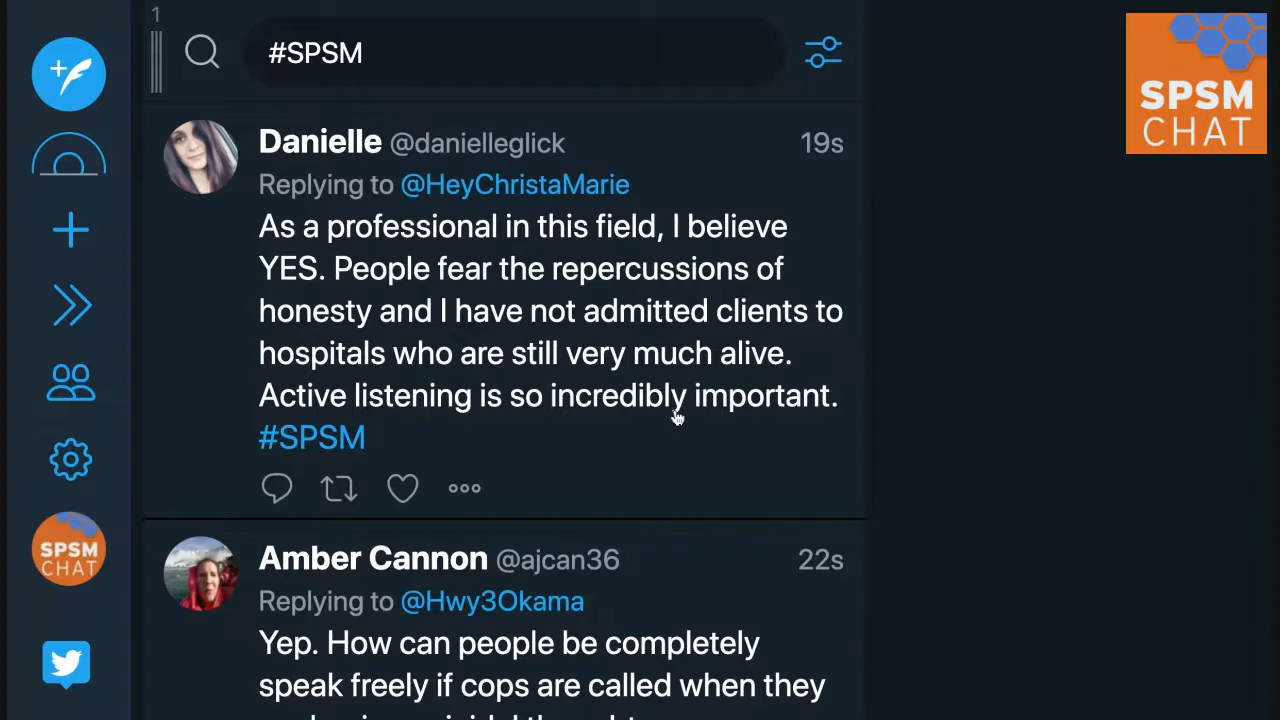 1
#SPSM
SPSM
CHAT
Danielle @danielleglick 19s
Replying to @HeyChristaMarie
As a professional in this field, I believe
YES. People fear the repercussions of
honesty and I have not admitted clients to
hospitals who are still very much alive.
Active listening is so incredibly important.
#SPSM
SPSM
CHAT
Amber Cannon @ajcan36 22s
Replying to @Hwy3Okama
Yep. How can people be completely
speak freely if cops are called when they